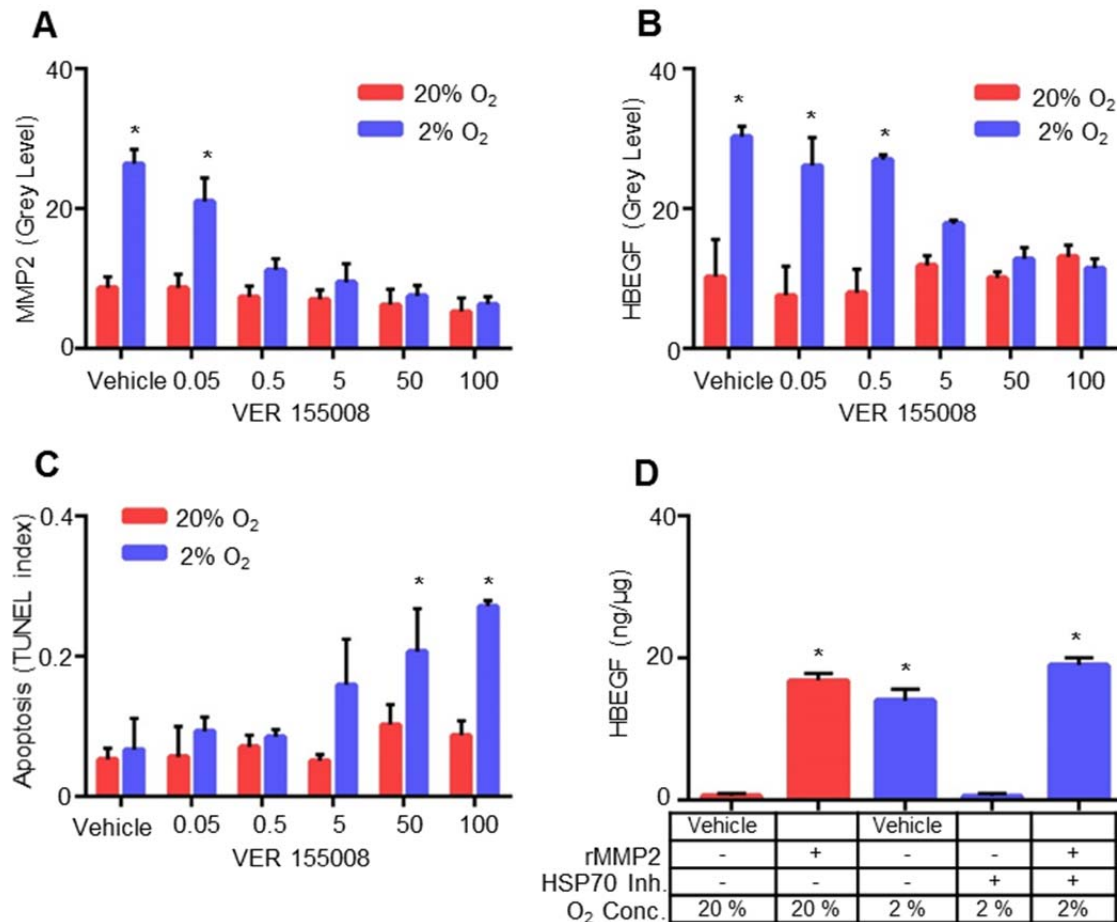 A
40
20
0
MMP2 (Grey Level)
20% O₂
2% O₂
*
*
Vehicle 0.05 0.5 5 50 100
VER 155008
B
40
20
0
HBEGF (Grey Level)
20% O₂
2% O₂
*
*
*
Vehicle 0.05 0.5 5 50 100
VER 155008
C
0.4
0.2
0
Apoptosis (TUNEL index)
20% O₂
2% O₂
*
*
Vehicle 0.05 0.5 5 50 100
VER 155008
D
40
20
0
HBEGF (ng/µg)
*
*
*
Vehicle Vehicle
rMMP2 - + - - +
HSP70 Inh. - - - + +
O₂ Conc. 20 % 20 % 2 % 2 % 2%